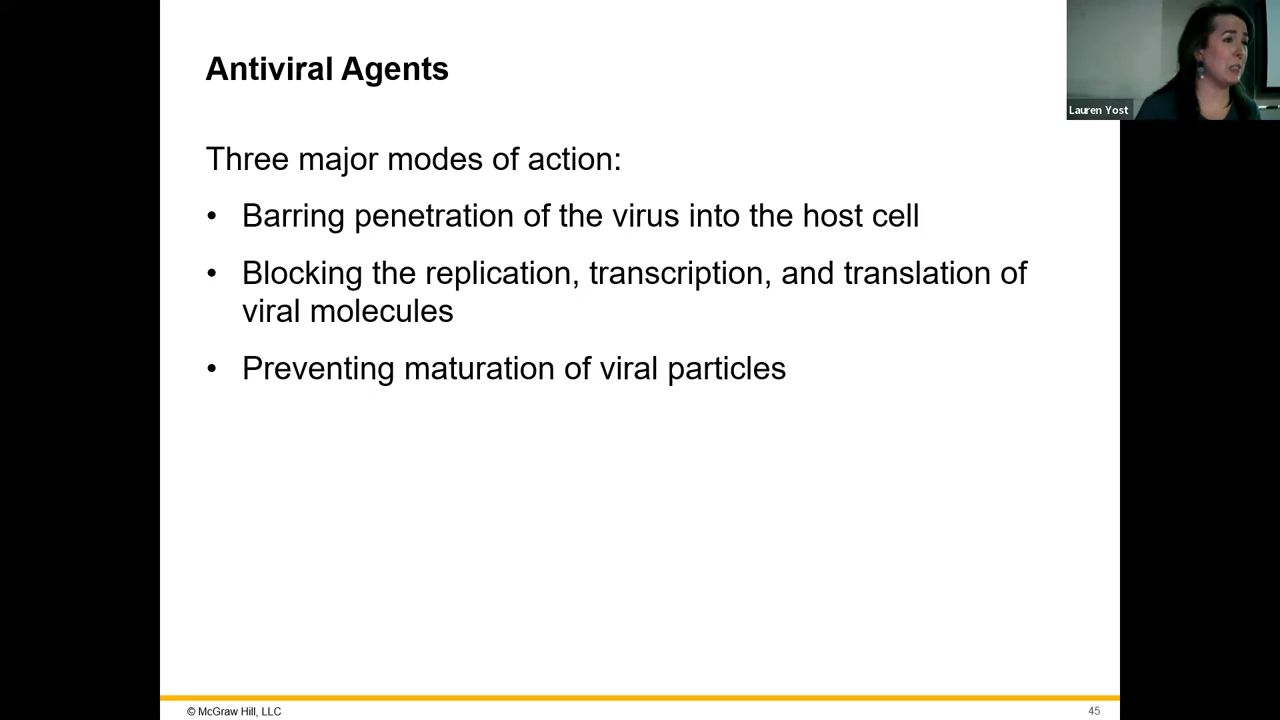 Antiviral Agents
Lauren Yost
Three major modes of action:
• Barring penetration of the virus into the host cell
• Blocking the replication, transcription, and translation of
viral molecules
• Preventing maturation of viral particles
© McGraw Hill, LLC
45